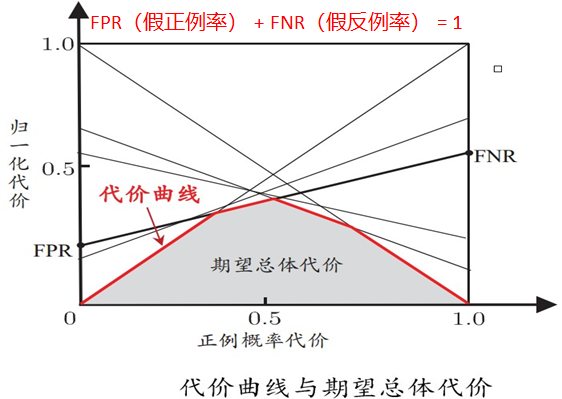 FPR（假正例率） + FNR（假反例率） = 1
1.0
归一化代价
0.5
FNR
代价曲线
FPR
期望总体代价
0
0.5
1.0
正例概率代价
代价曲线与期望总体代价